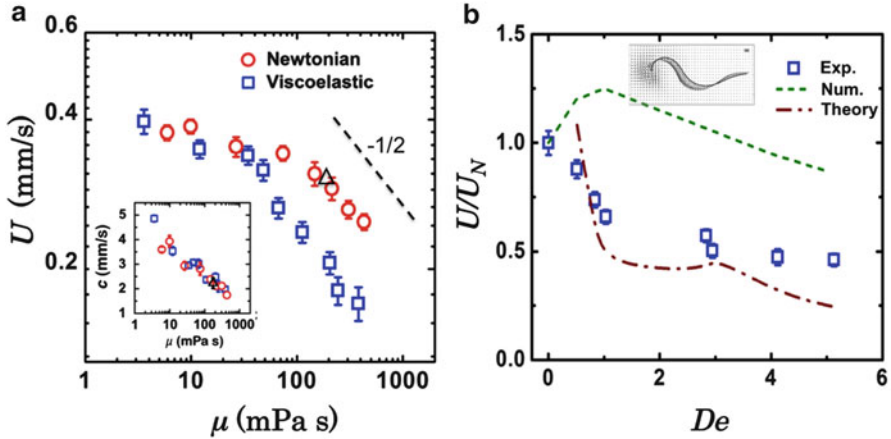 a
0.6
0.4
0.2
U (mm/s)
Newtonian
Viscoelastic
-1/2
5
4
3
2
1
c (mm/s)
1 10 100 1000
μ (mPa s)
1 10 100 1000
μ (mPa s)
b
1.5
1.0
0.5
0.0
U/U_N
Exp.
Num.
Theory
0 2 4 6
De